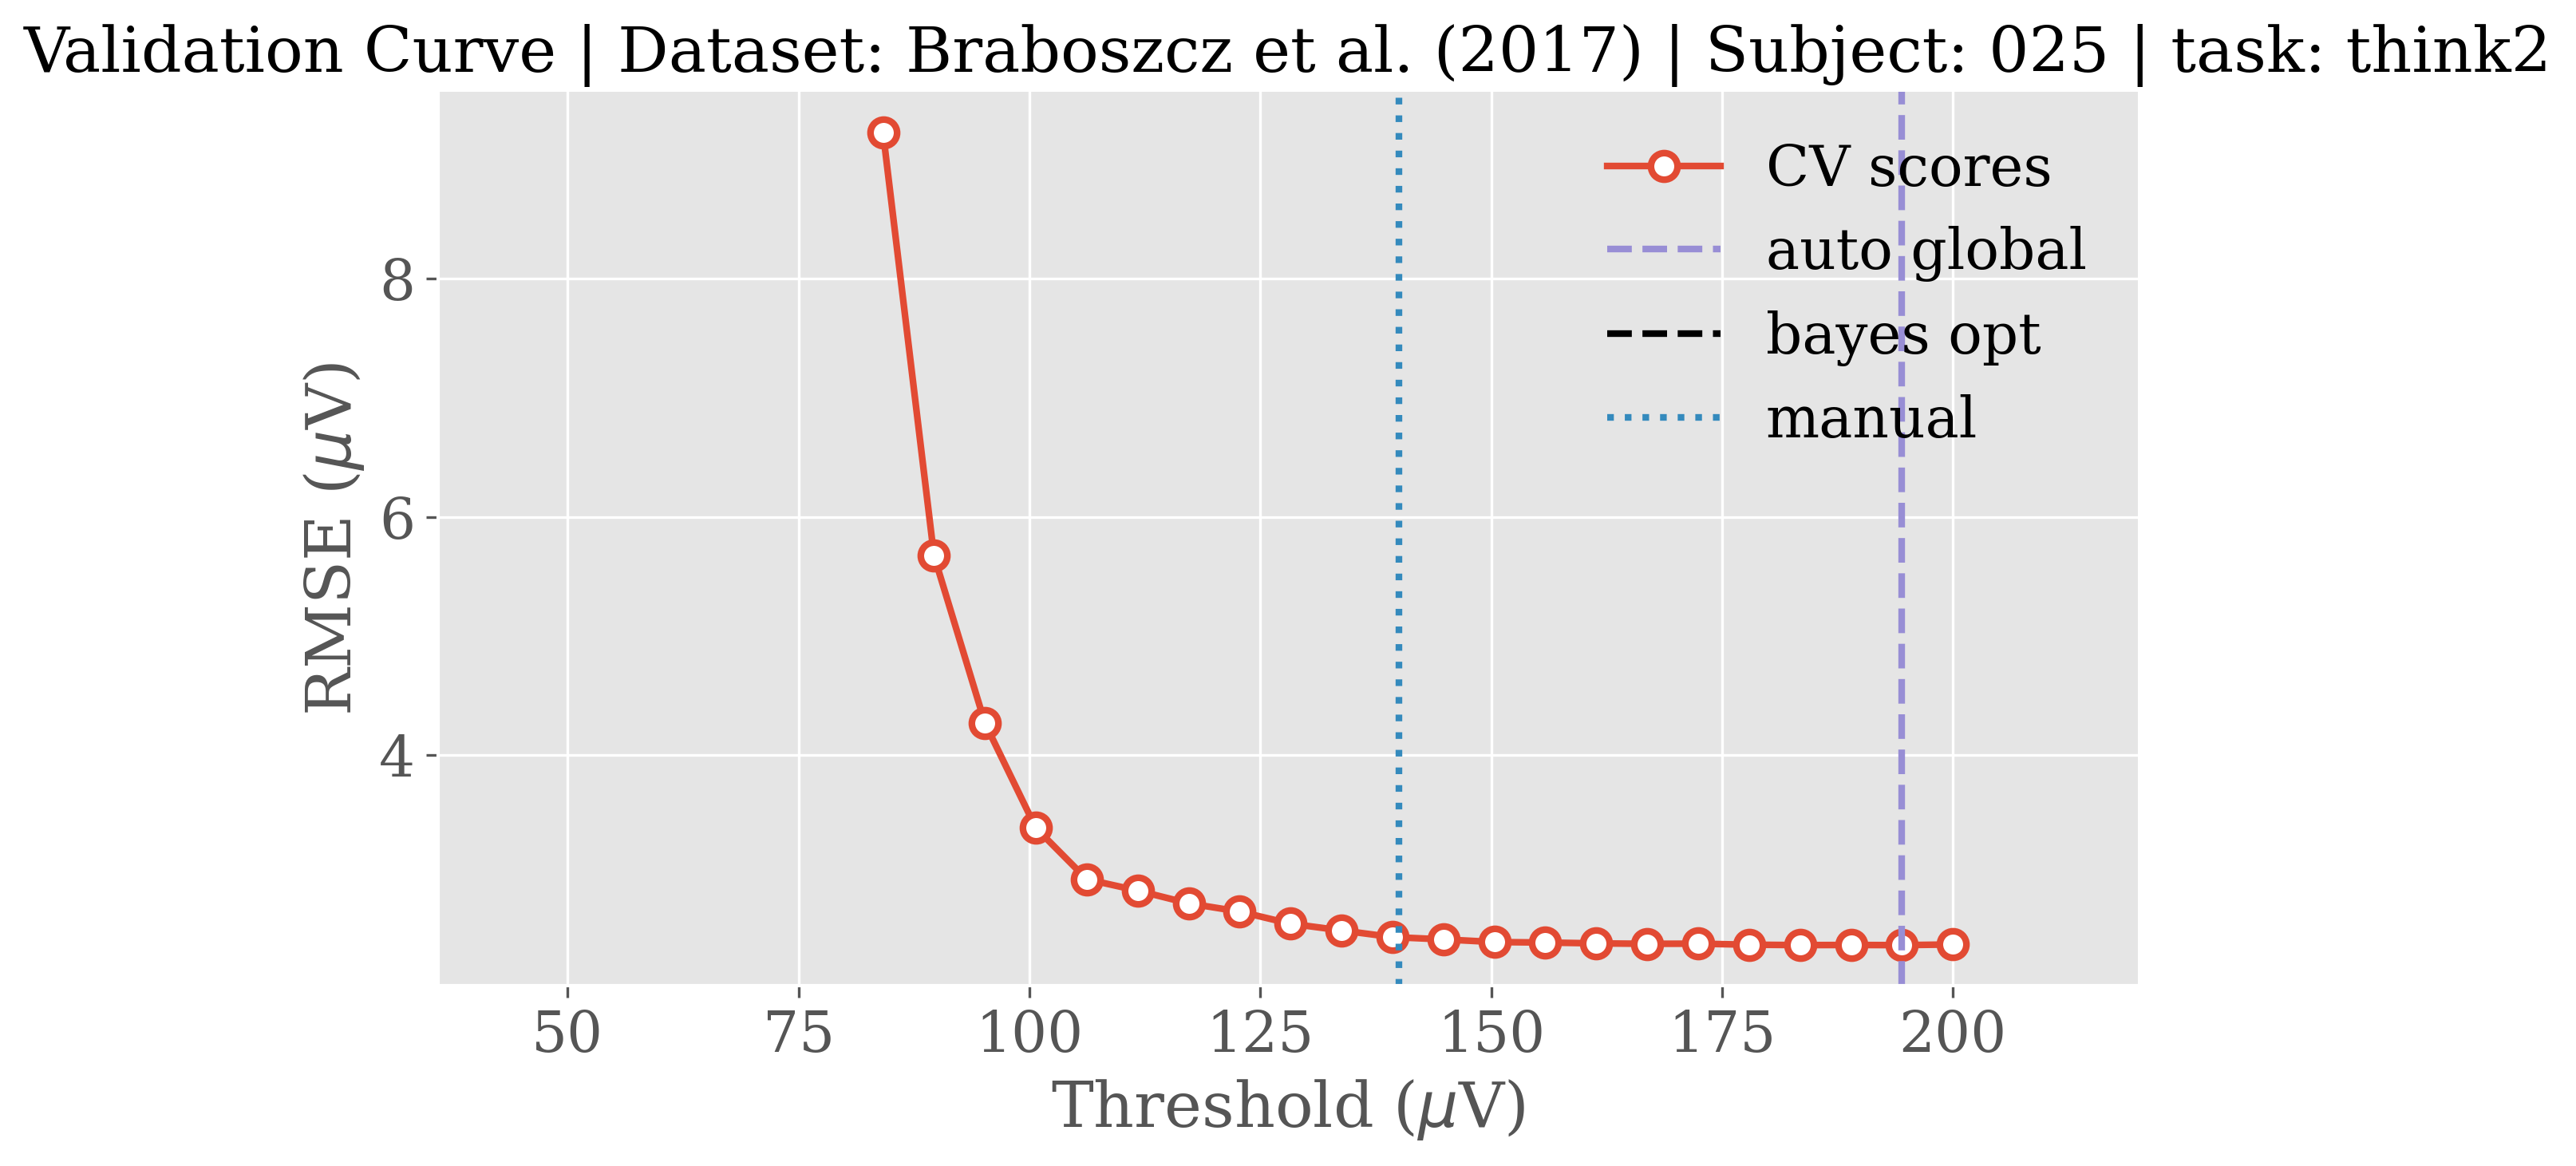 Validation Curve | Dataset: Braboszcz et al. (2017) | Subject: 025 | task: think2
CV scores
auto global
bayes opt
manual
RMSE (μV)
8
6
4
50 75 100 125 150 175 200
Threshold (μV)